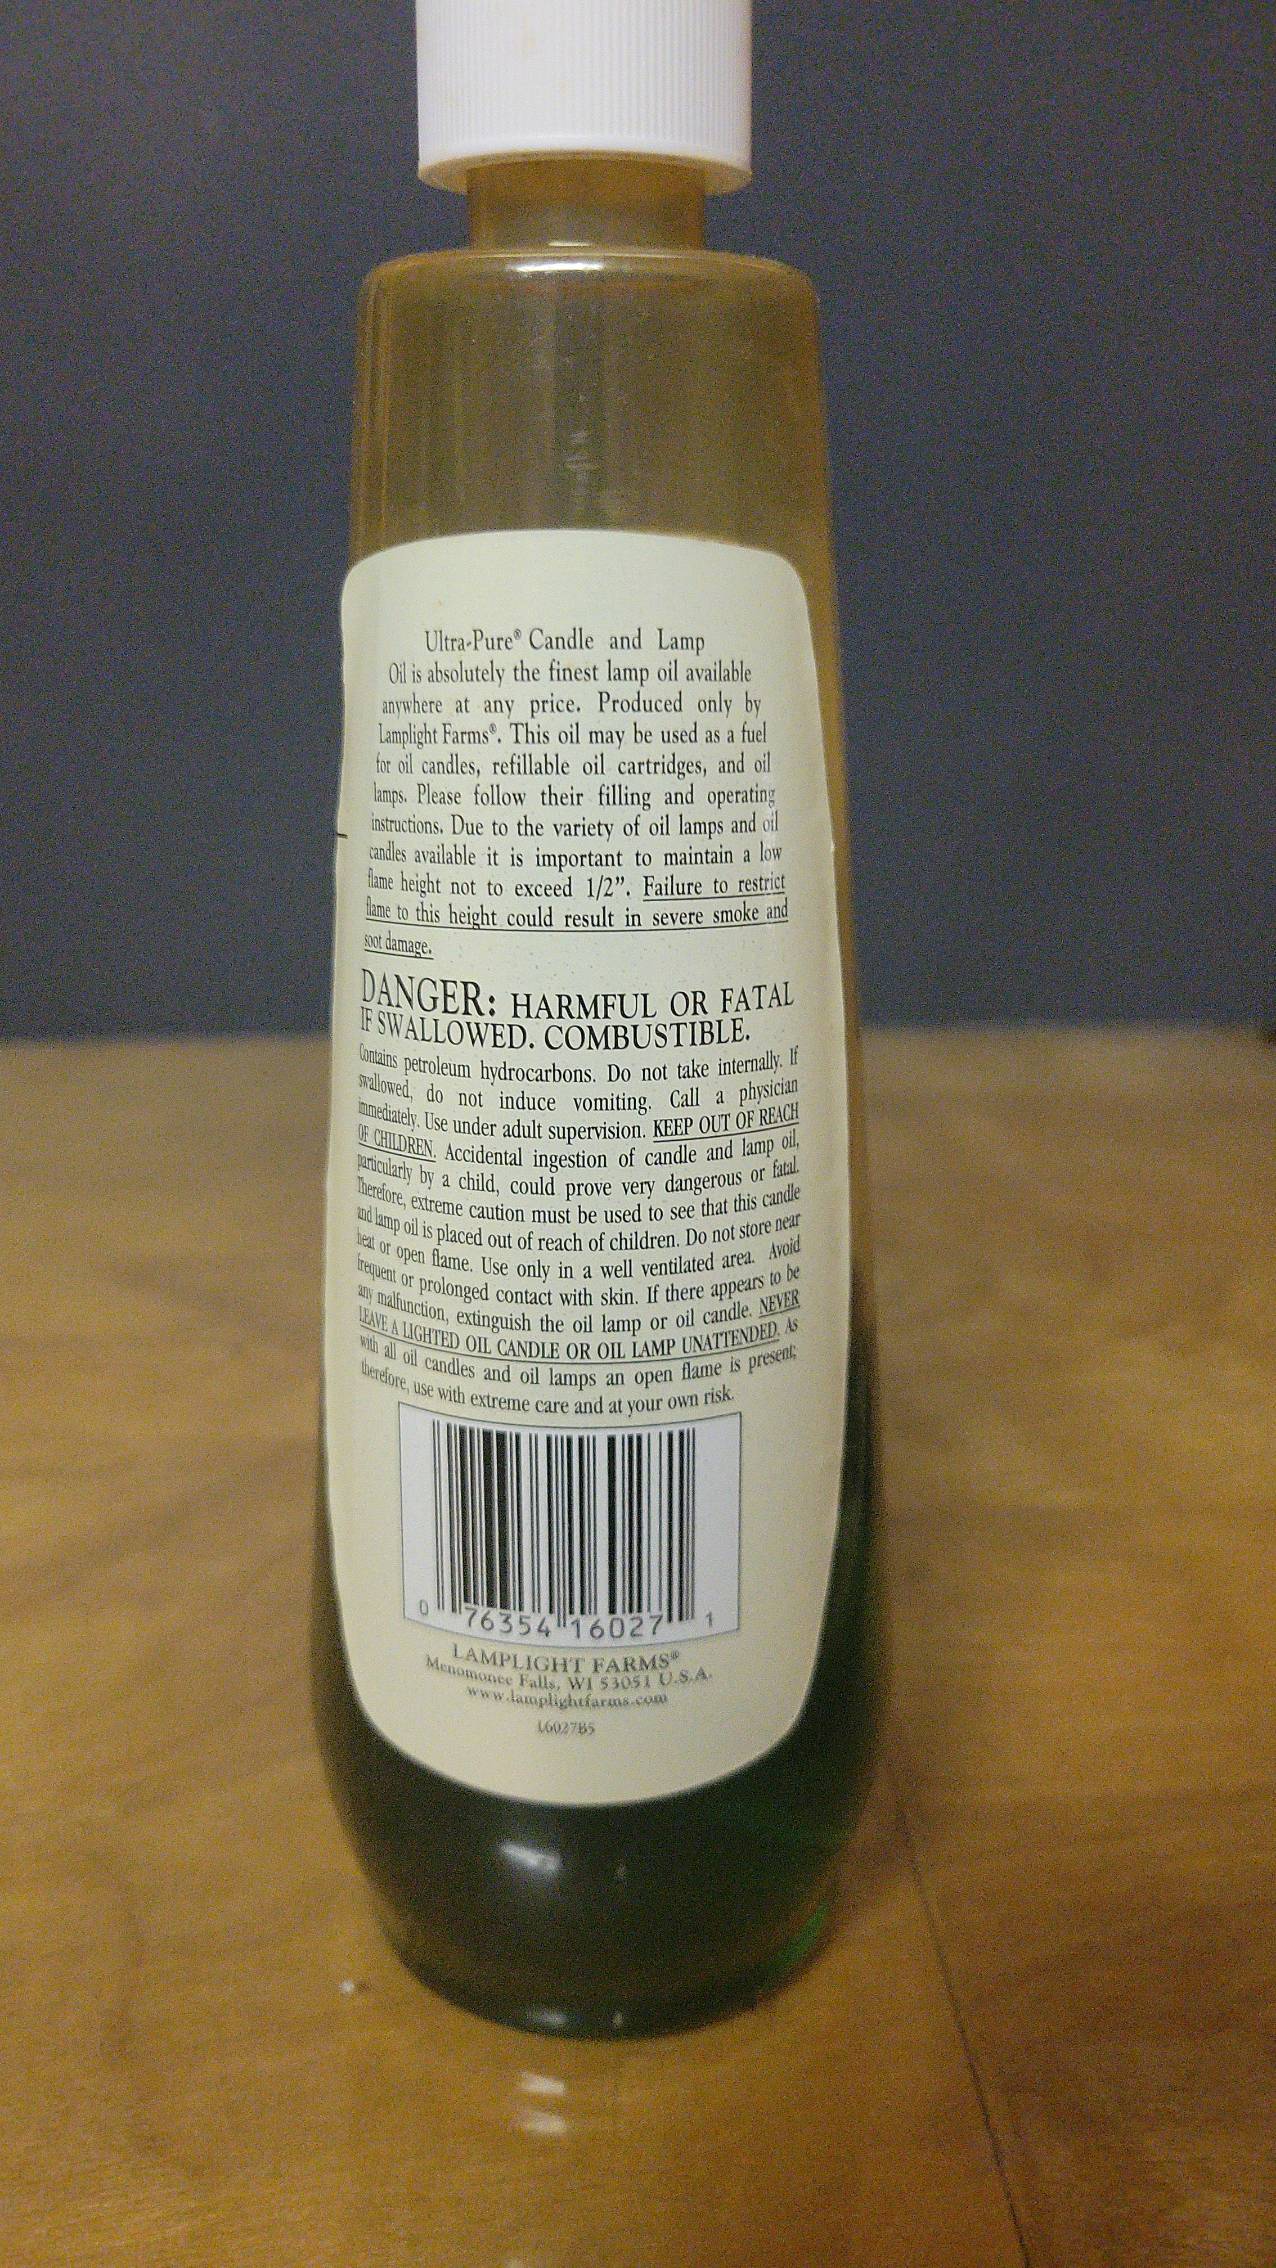 Ultra-Pure® Candle and Lamp
Oil is absolutely the finest lamp oil available
anywhere at any price. Produced only by
Lamplight Farms®. This oil may be used as a fuel
for oil candles, refillable oil cartridges, and oil
lamps. Please follow their filling and operating
instructions. Due to the variety of oil lamps and oil
candles available it is important to maintain a low
flame height not to exceed 1/2”. Failure to restrict
flame to this height could result in severe smoke and
soot damage.
DANGER: HARMFUL OR FATAL
IF SWALLOWED. COMBUSTIBLE.
Contains petroleum hydrocarbons. Do not take internally. If
swallowed, do not induce vomiting. Call a physician
immediately. Use under adult supervision. KEEP OUT OF REACH
OF CHILDREN. Accidental ingestion of candle and lamp oil,
particularly by a child, could prove very dangerous or fatal.
Therefore, extreme caution must be used to see that this candle
and lamp oil is placed out of reach of children. Do not store near
heat or open flame. Use only in a well ventilated area. Avoid
frequent or prolonged contact with skin. If there appears to be
any malfunction, extinguish the oil lamp or oil candle. NEVER
LEAVE A LIGHTED OIL CANDLE OR OIL LAMP UNATTENDED. As
with all oil candles and oil lamps an open flame is present;
therefore, use with extreme care and at your own risk.
0 76354 16027 1
LAMPLIGHT FARMS®
Menomonee Falls, WI 53051 U.S.A.
www.lamplightfarms.com
L6027B5